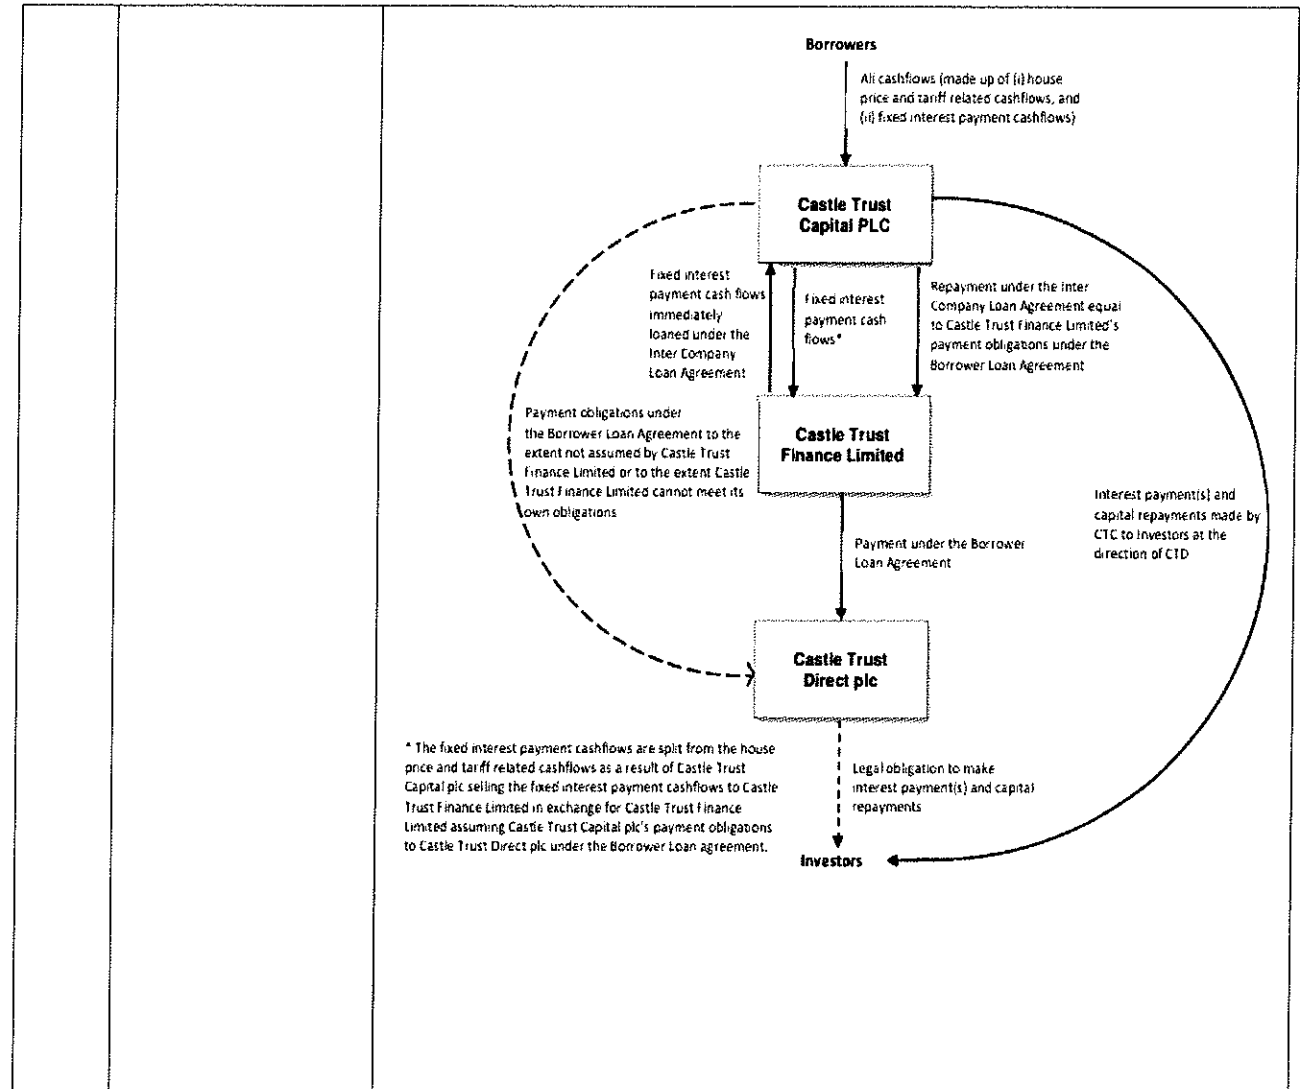 Borrowers
All cashflows (made up of (i) house
price and tariff related cashflows, and
(ii) fixed interest payment cashflows)
Castle Trust
Capital PLC
Fixed interest
payment cash flows
immediately
loaned under the
Inter Company
Loan Agreement
Fixed interest
payment cash
flows*
Repayment under the Inter
Company Loan Agreement equal
to Castle Trust Finance Limited's
payment obligations under the
Borrower Loan Agreement
Payment obligations under
the Borrower Loan Agreement to the
extent not assumed by Castle Trust
Finance Limited or to the extent Castle
Trust Finance Limited cannot meet its
own obligations
Castle Trust
Finance Limited
Interest payment(s) and
capital repayments made by
CTC to Investors at the
direction of CTD
Payment under the Borrower
Loan Agreement
Castle Trust
Direct plc
* The fixed interest payment cashflows are split from the house
price and tariff related cashflows as a result of Castle Trust
Capital plc selling the fixed interest payment cashflows to Castle
Trust Finance Limited in exchange for Castle Trust Finance
Limited assuming Castle Trust Capital plc's payment obligations
to Castle Trust Direct plc under the Borrower Loan agreement.
Legal obligation to make
interest payment(s) and capital
repayments
Investors